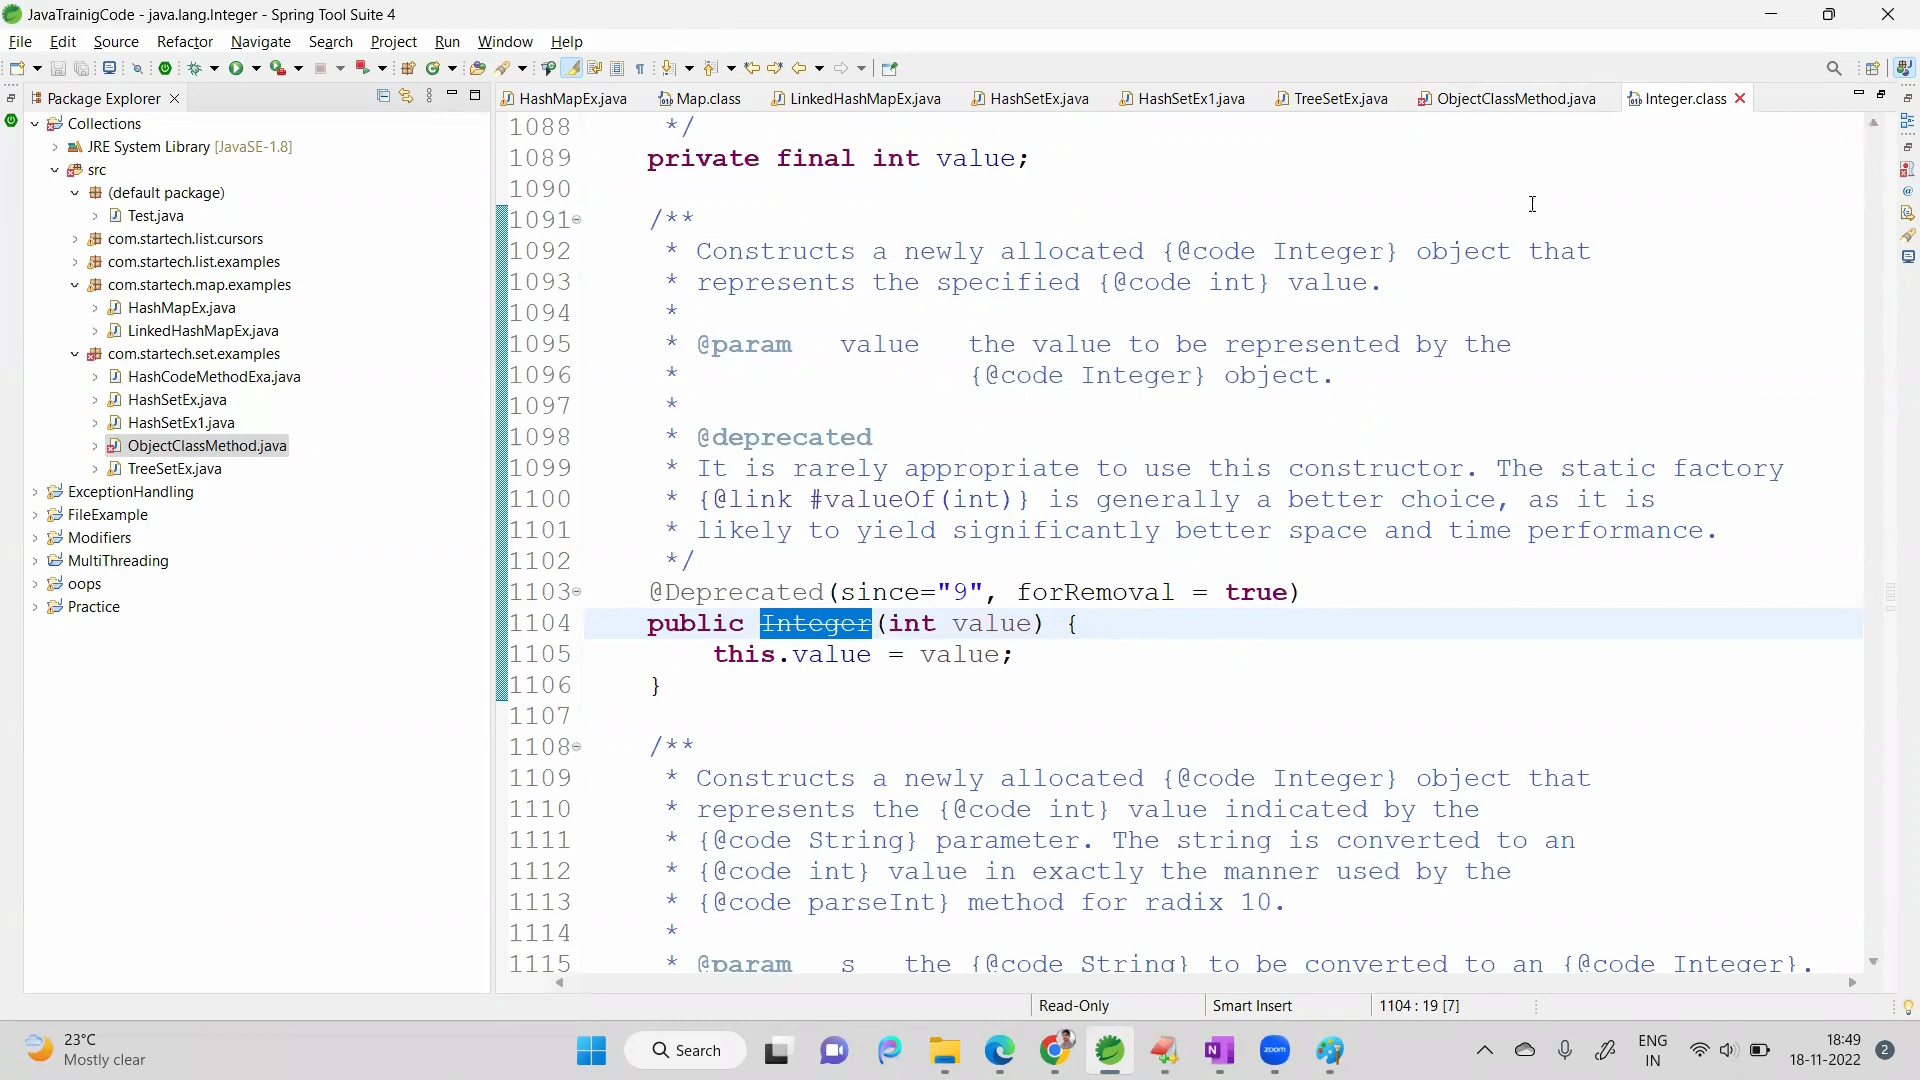 JavaTrainigCode - java.lang.Integer - Spring Tool Suite 4
File Edit Source Refactor Navigate Search Project Run Window Help
Package Explorer
HashMapEx.java Map.class LinkedHashMapEx.java HashSetEx.java HashSetEx1.java TreeSetEx.java ObjectClassMethod.java Integer.class
Collections
JRE System Library [JavaSE-1.8]
src
(default package)
Test.java
com.startech.list.cursors
com.startech.list.examples
com.startech.map.examples
HashMapEx.java
LinkedHashMapEx.java
com.startech.set.examples
HashCodeMethodExa.java
HashSetEx.java
HashSetEx1.java
ObjectClassMethod.java
TreeSetEx.java
ExceptionHandling
FileExample
Modifiers
MultiThreading
oops
Practice
1088 */
1089 private final int value;
1090
1091 /**
1092 * Constructs a newly allocated {@code Integer} object that
1093 * represents the specified {@code int} value.
1094 *
1095 * @param value the value to be represented by the
1096 * {@code Integer} object.
1097 *
1098 * @deprecated
1099 * It is rarely appropriate to use this constructor. The static factory
1100 * {@link #valueOf(int)} is generally a better choice, as it is
1101 * likely to yield significantly better space and time performance.
1102 */
1103 @Deprecated(since="9", forRemoval = true)
1104 public Integer(int value) {
1105 this.value = value;
1106 }
1107
1108 /**
1109 * Constructs a newly allocated {@code Integer} object that
1110 * represents the {@code int} value indicated by the
1111 * {@code String} parameter. The string is converted to an
1112 * {@code int} value in exactly the manner used by the
1113 * {@code parseInt} method for radix 10.
1114 *
1115 * @param s the {@code String} to be converted to an {@code Integer}.
Read-Only Smart Insert 1104 : 19 [7]
23°C
Mostly clear
Search
zoom
ENG
IN
18:49
18-11-2022
2